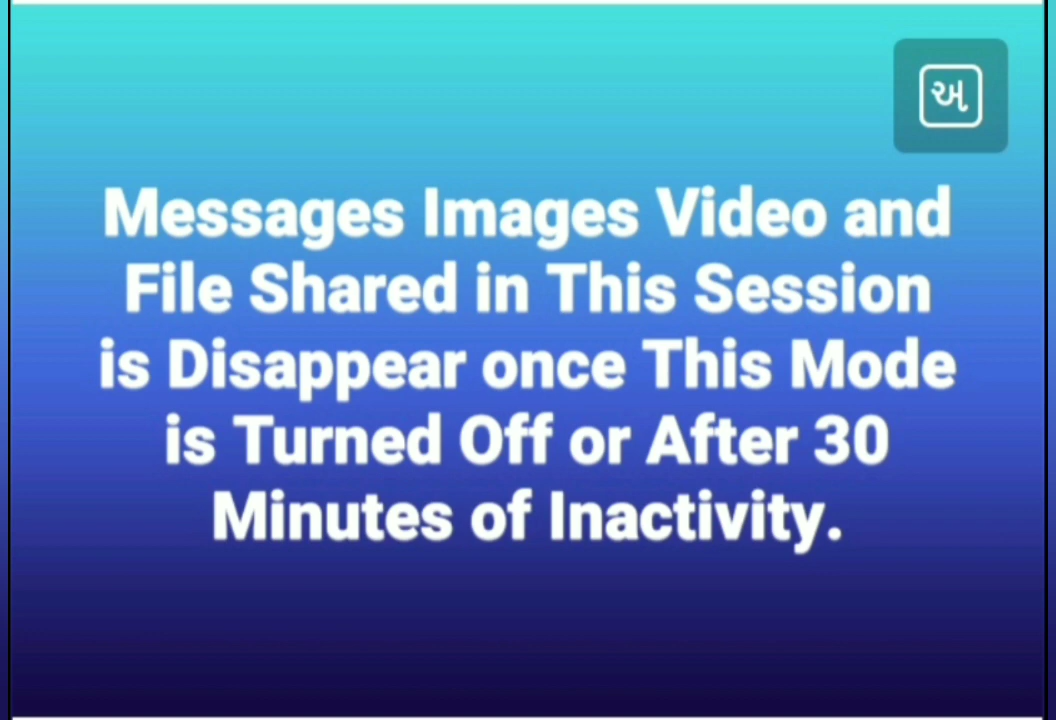 અ
Messages Images Video and
File Shared in This Session
is Disappear once This Mode
is Turned Off or After 30
Minutes of Inactivity.